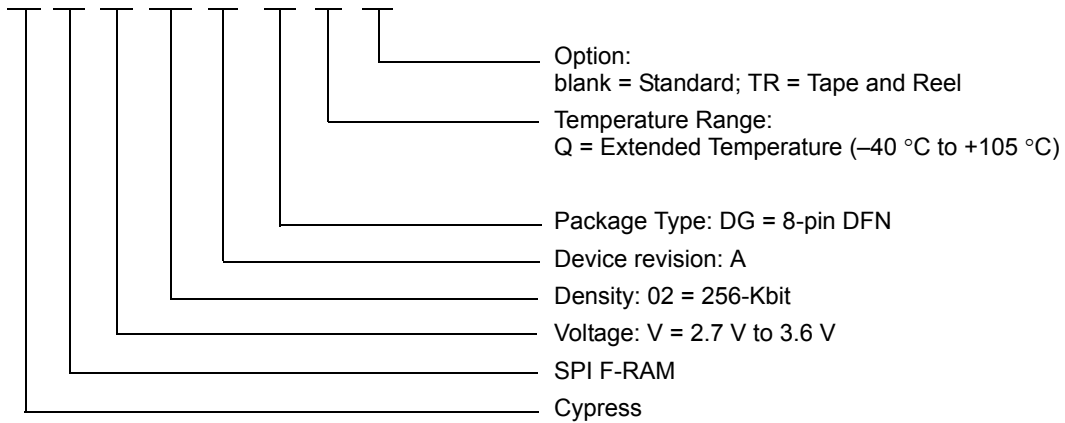 Option:
blank = Standard; TR = Tape and Reel
Temperature Range:
Q = Extended Temperature (–40 °C to +105 °C)
Package Type: DG = 8-pin DFN
Device revision: A
Density: 02 = 256-Kbit
Voltage: V = 2.7 V to 3.6 V
SPI F-RAM
Cypress